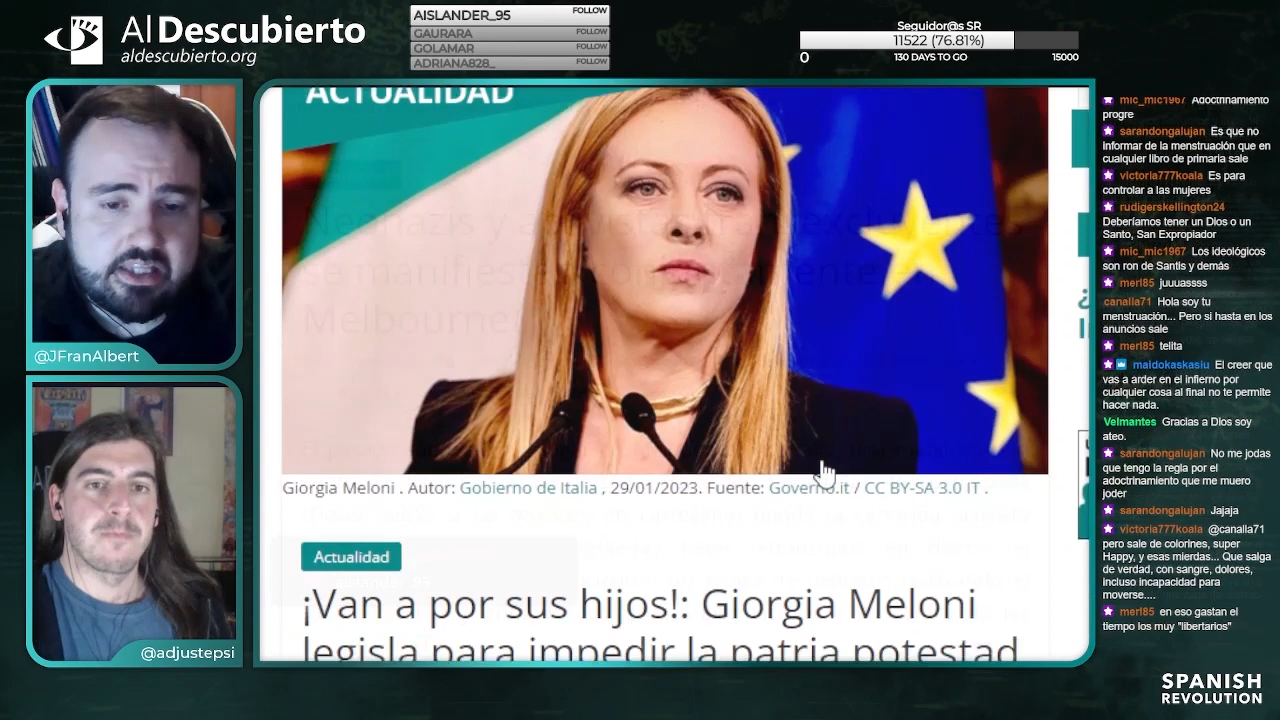 Al Descubierto
aldescubierto.org
AISLANDER_95 FOLLOW
GAURARA FOLLOW
GOLAMAR FOLLOW
ADRIANA828_ FOLLOW
Seguidor@s SR
11522 (76.81%)
0 130 DAYS TO GO 15000
@JFranAlbert
@adjustepsi
ACTUALIDAD
Giorgia Meloni . Autor: Gobierno de Italia , 29/01/2023. Fuente: Governo.it / CC BY-SA 3.0 IT .
Actualidad
¡Van a por sus hijos!: Giorgia Meloni
legisla para impedir la patria potestad
mic_mic1967 Adoctrinamiento
progre
sarandongalujan Es que no
informar de la menstruación que en
cualquier libro de primaria sale
victoria777koala Es para
controlar a las mujeres
rudigerskellington24
Deberíamos tener un Dlos o un
Santo, San Expropiador
mic_mic1967 Los ideológicos
son ron de Santis y demás
merl85 juuuassss
canalla71 Hola soy tu
menstruación... Pero si hasta en los
anuncios sale
merl85 telita
maidokaskasiu El creer que
vas a arder en el infierno por
cualquier cosa al final no te permite
hacer nada.
Velmantes Gracias a Dios soy
ateo.
sarandongalujan No me jodas
que tengo la regla por el
adoctrinamiento que me muero
joder
sarandongalujan Jajaja
victoria777koala @canalla71
pero sale de colorines, super
happy, y esas mierdas... Que salga
de verdad, con sangre, dolores,
incluso incapacidad para
moverse....
merl85 en eso gastan el
tiempo los muy "libertarios"
SPANISH
REVOLUTION